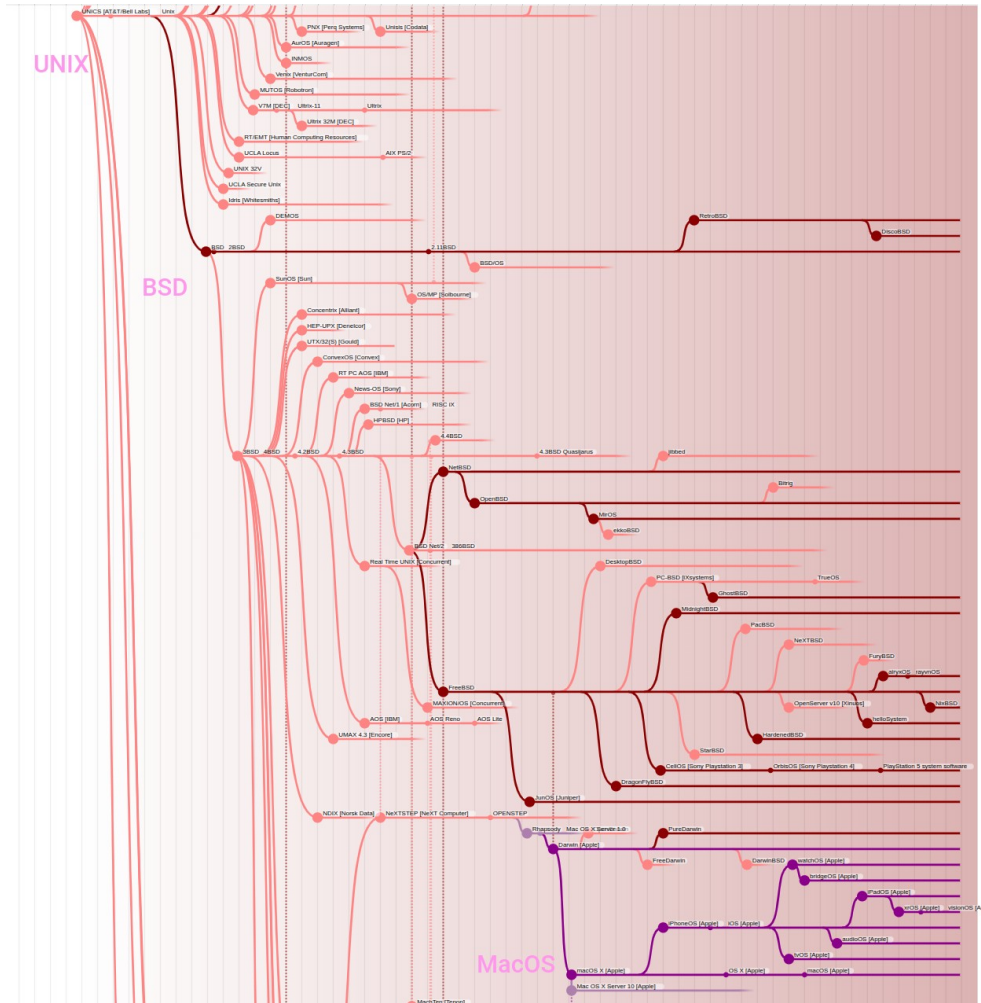 UNICS [AT&T/Bell Labs] Unix
PNX [Perq Systems] Unisis [Codata]
AurOS [Auragen]
UNIX
INMOS
Venix [VenturCom]
MUTOS [Robotron]
V7M [DEC] Ultrix-11 Ultrix
Ultrix 32M [DEC]
RT/EMT [Human Computing Resources]
UCLA Locus AIX PS/2
UNIX 32V
UCLA Secure Unix
Idris [Whitesmiths]
DEMOS RetroBSD
DiscoBSD
BSD 2BSD 2.11BSD
BSD/OS
SunOS [Sun]
BSD
OS/MP [Solbourne]
Concentrix [Alliant]
HEP-UPX [Denelcor]
UTX/32(S) [Gould]
ConvexOS [Convex]
RT PC AOS [IBM]
News-OS [Sony]
BSD Net/1 [Acorn] RISC iX
HPBSD [HP]
4.4BSD
3BSD 4BSD 4.2BSD 4.3BSD 4.3BSD Quasijarus jibbed
NetBSD
Bitrig
OpenBSD
MirOS
ekkoBSD
BSD Net/2 386BSD
Real Time UNIX [Concurrent] DesktopBSD
PC-BSD [iXsystems] TrueOS
GhostBSD
MidnightBSD
PacBSD
NeXTBSD
FuryBSD
airyxOS ravynOS
FreeBSD
MAXION/OS [Concurrent] OpenServer v10 [Xinuos] NixBSD
AOS [IBM] AOS Reno AOS Lite helloSystem
UMAX 4.3 [Encore] HardenedBSD
StarBSD
CellOS [Sony Playstation 3] OrbisOS [Sony Playstation 4] PlayStation 5 system software
DragonFlyBSD
JunOS [Juniper]
NDIX [Norsk Data] NeXTSTEP [NeXT Computer] OPENSTEP
Rhapsody Mac OS X Server 1.0 PureDarwin
Darwin [Apple]
FreeDarwin DarwinBSD watchOS [Apple]
bridgeOS [Apple]
iPadOS [Apple]
xrOS [Apple] visionOS [A
iPhoneOS [Apple] iOS [Apple]
audioOS [Apple]
tvOS [Apple]
MacOS
macOS X [Apple] OS X [Apple] macOS [Apple]
Mac OS X Server 10 [Apple]
MachTen [Tenon]